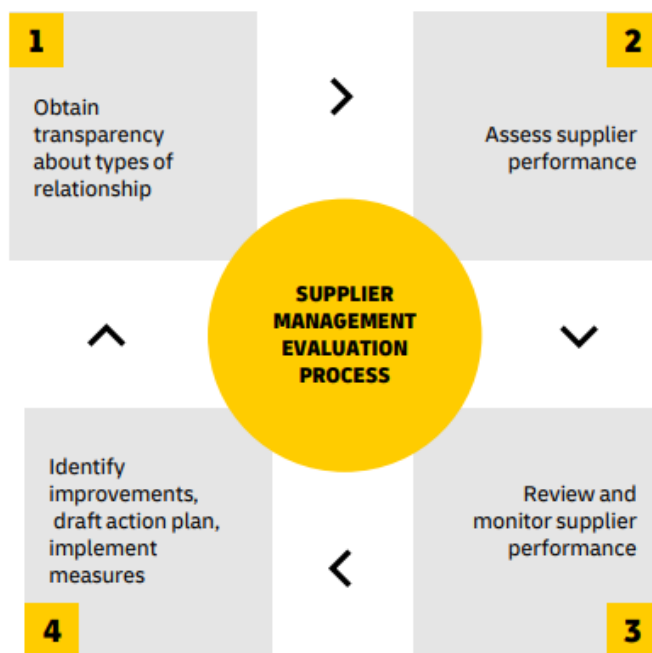 1
Obtain
transparency
about types of
relationship
2
Assess supplier
performance
SUPPLIER
MANAGEMENT
EVALUATION
PROCESS
Identify
improvements,
draft action plan,
implement
measures
4
Review and
monitor supplier
performance
3